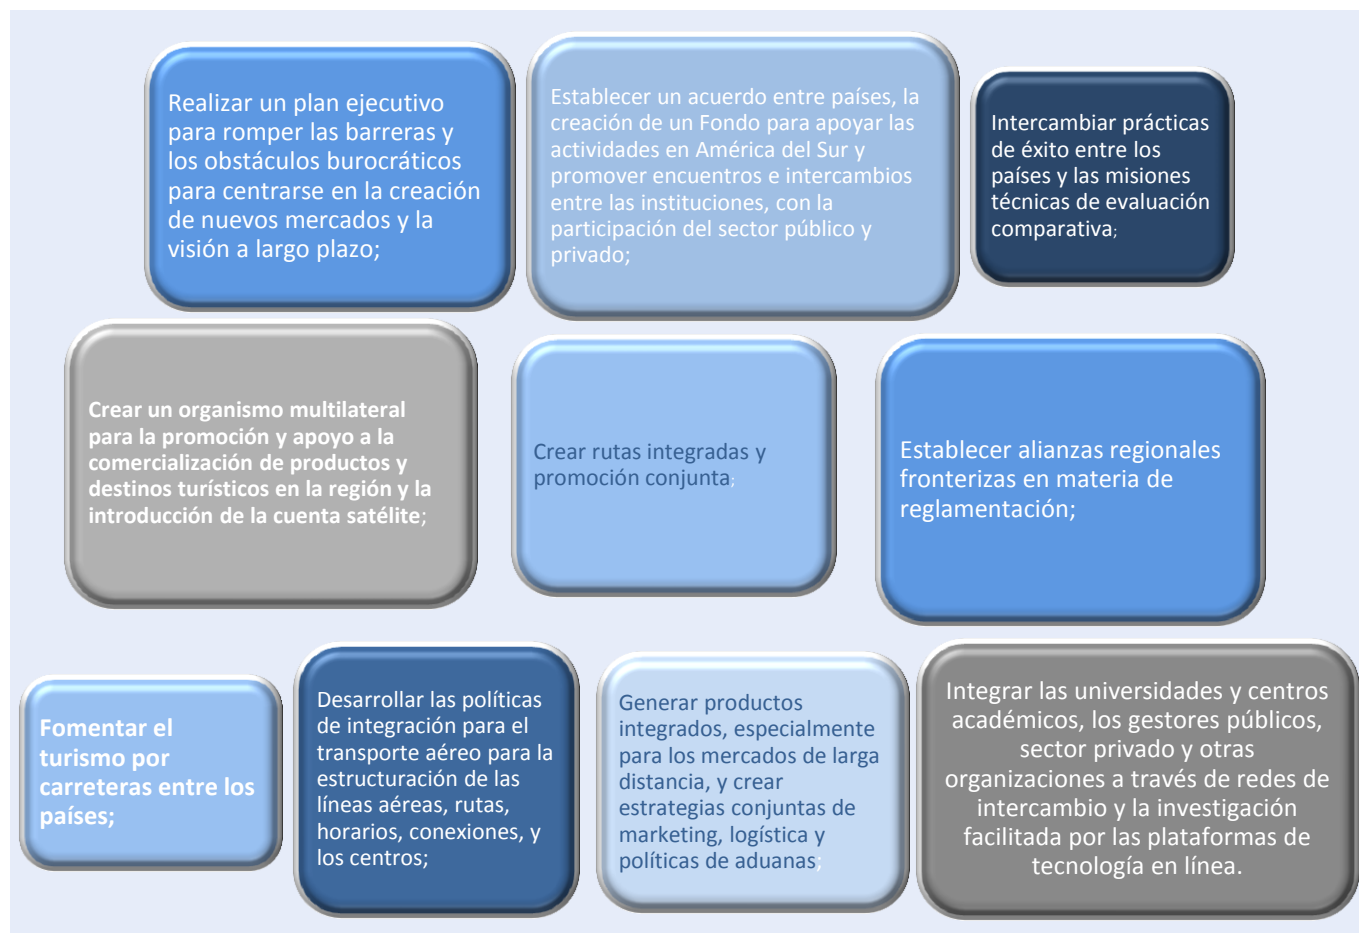 Realizar un plan ejecutivo
para romper las barreras y
los obstáculos burocráticos
para centrarse en la creación
de nuevos mercados y la
visión a largo plazo;
Establecer un acuerdo entre países, la
creación de un Fondo para apoyar las
actividades en América del Sur y
promover encuentros e intercambios
entre las instituciones, con la
participación del sector público y
privado;
Intercambiar prácticas
de éxito entre los
países y las misiones
técnicas de evaluación
comparativa;
Crear un organismo multilateral
para la promoción y apoyo a la
comercialización de productos y
destinos turísticos en la región y la
introducción de la cuenta satélite;
Crear rutas integradas y
promoción conjunta;
Establecer alianzas regionales
fronterizas en materia de
reglamentación;
Fomentar el
turismo por
carreteras entre los
países;
Desarrollar las políticas
de integración para el
transporte aéreo para la
estructuración de las
líneas aéreas, rutas,
horarios, conexiones, y
los centros;
Generar productos
integrados, especialmente
para los mercados de larga
distancia, y crear
estrategias conjuntas de
marketing, logística y
políticas de aduanas;
Integrar las universidades y centros
académicos, los gestores públicos,
sector privado y otras
organizaciones a través de redes de
intercambio y la investigación
facilitada por las plataformas de
tecnología en línea.